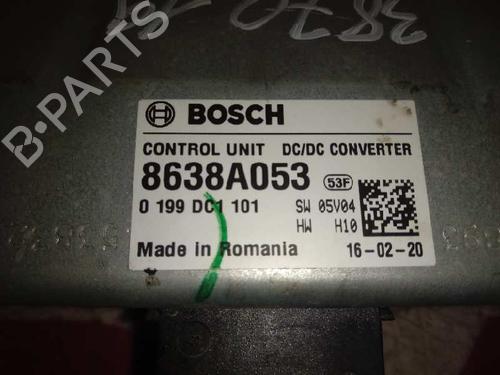 BOSCH
CONTROL UNIT DC/DC CONVERTER
8638A053 53F
0 199 DC1 101 SW 05V04
HW H10
Made in Romania 16-02-20
B-PARTS